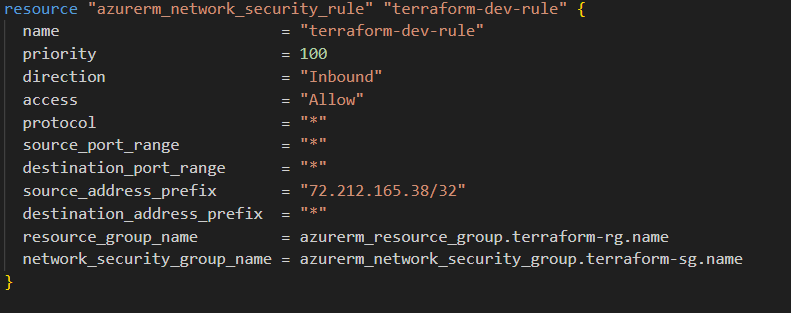 resource "azurerm_network_security_rule" "terraform-dev-rule" {
  name                        = "terraform-dev-rule"
  priority                    = 100
  direction                   = "Inbound"
  access                      = "Allow"
  protocol                    = "*"
  source_port_range           = "*"
  destination_port_range      = "*"
  source_address_prefix       = "72.212.165.38/32"
  destination_address_prefix  = "*"
  resource_group_name         = azurerm_resource_group.terraform-rg.name
  network_security_group_name = azurerm_network_security_group.terraform-sg.name
}